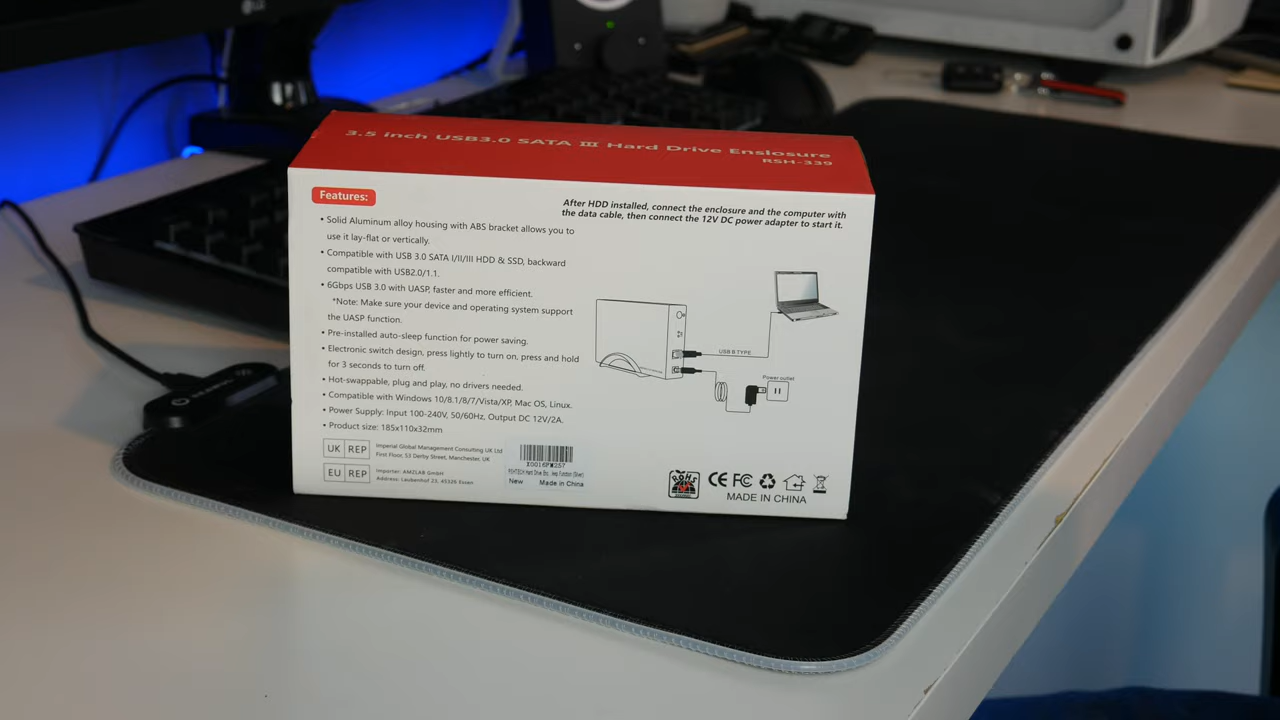 LG
3.5 inch USB3.0 SATA III Hard Drive Enslosure
RSH-339
Features:
• Solid Aluminum alloy housing with ABS bracket allows you to
use it lay-flat or vertically.
• Compatible with USB 3.0 SATA I/II/III HDD & SSD, backward
compatible with USB2.0/1.1.
• 6Gbps USB 3.0 with UASP, faster and more efficient.
*Note: Make sure your device and operating system support
the UASP function.
• Pre-installed auto-sleep function for power saving.
• Electronic switch design, press lightly to turn on, press and hold
for 3 seconds to turn off.
• Hot-swappable, plug and play, no drivers needed.
• Compatible with Windows 10/8.1/8/7/Vista/XP, Mac OS, Linux.
• Power Supply: Input 100-240V, 50/60Hz, Output DC 12V/2A.
• Product size: 185x110x32mm
After HDD installed, connect the enclosure and the computer with
the data cable, then connect the 12V DC power adapter to start it.
USB B TYPE
Power outlet
UK REP
Imperial Global Management Consulting UK Ltd
First Floor, 53 Derby Street, Manchester, UK
EU REP
Importer: AMZLAB GmbH
Address: Laubenhof 23, 45326 Essen
New Made in China
RoHS
CE FC
MADE IN CHINA